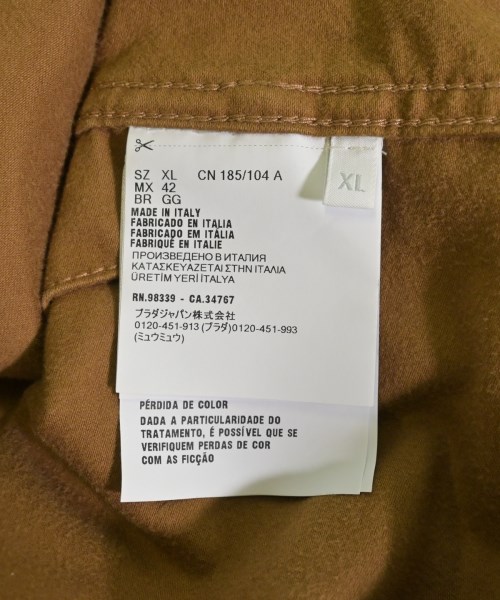 SZ XL CN 185/104 A
MX 42
BR GG
XL
MADE IN ITALY
FABRICADO EN ITALIA
FABRICADO EM ITÁLIA
FABRIQUÉ EN ITALIE
ПРОИЗВЕДЕНО В ИТАЛИЯ
ΚΑΤΑΣΚΕΥΑΖΕΤΑΙ ΣΤΗΝ ΙΤΑΛΙΑ
ÜRETİM YERİ İTALYA
RN.98339 - CA.34767
プラダジャパン株式会社
0120-451-913 (プラダ)0120-451-993
(ミュウミュウ)
PÉRDIDA DE COLOR
DADA A PARTICULARIDADE DO
TRATAMENTO, É POSSÍVEL QUE SE
VERIFIQUEM PERDAS DE COR
COM AS FICÇÃO